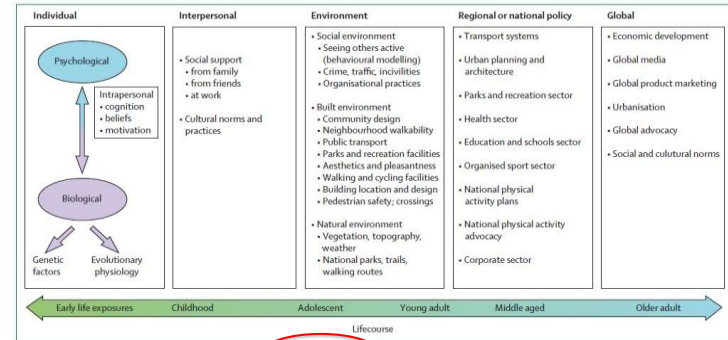 Individual
Psychological
Intrapersonal
• cognition
• beliefs
• motivation
Biological
Genetic
factors
Evolutionary
physiology
Interpersonal
• Social support
• from family
• from friends
• at work
• Cultural norms and
practices
Environment
• Social environment
• Seeing others active
(behavioural modelling)
• Crime, traffic, incivilities
• Organisational practices
• Built environment
• Community design
• Neighbourhood walkability
• Public transport
• Parks and recreation facilities
• Aesthetics and pleasantness
• Walking and cycling facilities
• Building location and design
• Pedestrian safety; crossings
• Natural environment
• Vegetation, topography,
weather
• National parks, trails,
walking routes
Regional or national policy
• Transport systems
• Urban planning and
architecture
• Parks and recreation sector
• Health sector
• Education and schools sector
• Organised sport sector
• National physical
activity plans
• National physical activity
advocacy
• Corporate sector
Global
• Economic development
• Global media
• Global product marketing
• Urbanisation
• Global advocacy
• Social and culutural norms
Early life exposures Childhood Adolescent Young adult Middle aged Older adult
Lifecourse